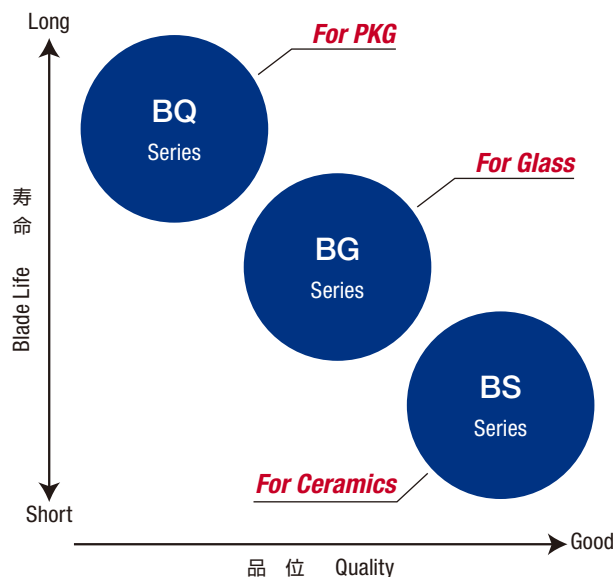 Long
For PKG
BQ
Series
For Glass
BG
Series
寿命 Blade Life
BS
Series
For Ceramics
Short
Good
品 位 Quality